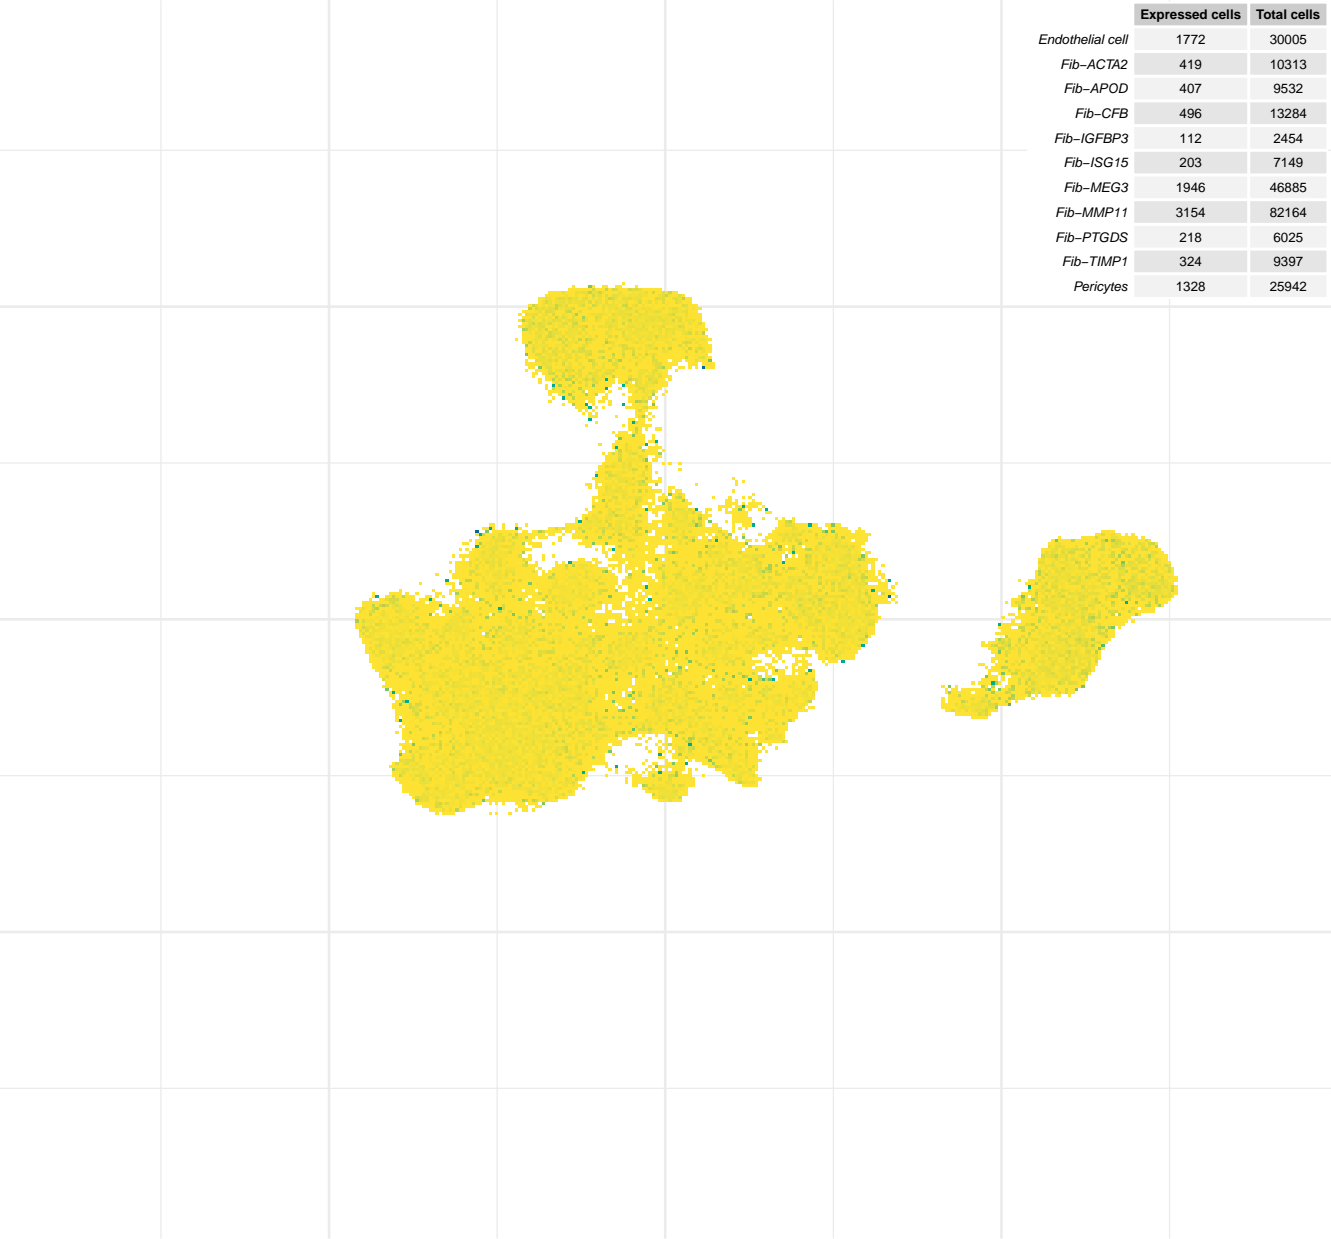 Expressed cells Total cells
Endothelial cell 1772 30005
Fib−ACTA2 419 10313
Fib−APOD 407 9532
Fib−CFB 496 13284
Fib−IGFBP3 112 2454
Fib−ISG15 203 7149
Fib−MEG3 1946 46885
Fib−MMP11 3154 82164
Fib−PTGDS 218 6025
Fib−TIMP1 324 9397
Pericytes 1328 25942